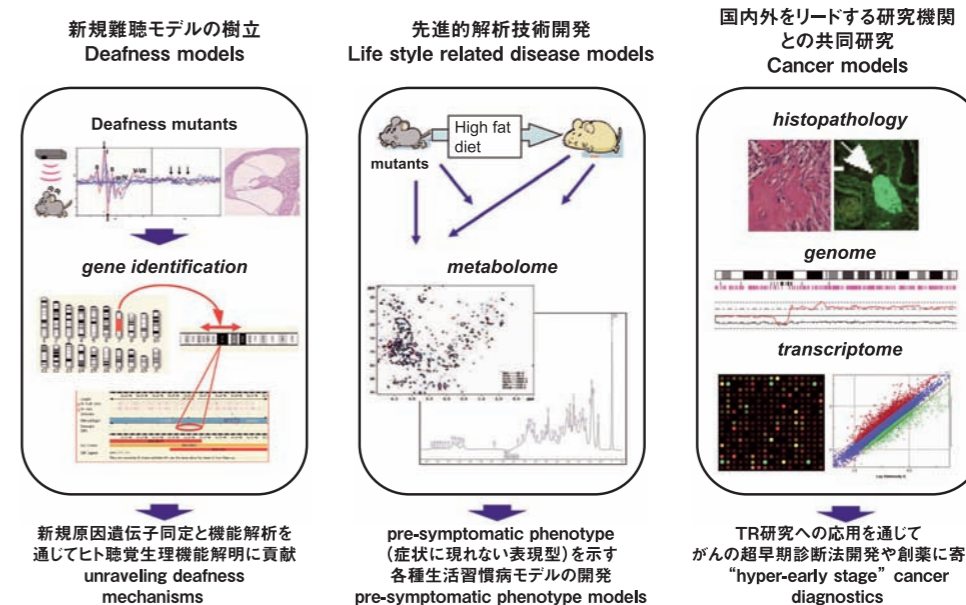 新規難聴モデルの樹立
Deafness models
Deafness mutants
gene identification
新規原因遺伝子同定と機能解析を
通じてヒト聴覚生理機能解明に貢献
unraveling deafness
mechanisms
先進的解析技術開発
Life style related disease models
High fat
diet
mutants
metabolome
pre-symptomatic phenotype
（症状に現れない表現型）を示す
各種生活習慣病モデルの開発
pre-symptomatic phenotype models
国内外をリードする研究機関
との共同研究
Cancer models
histopathology
genome
transcriptome
TR研究への応用を通じて
がんの超早期診断法開発や創薬に寄
“hyper-early stage” cancer
diagnostics